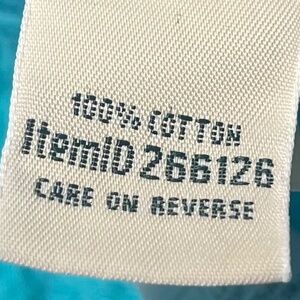 100% COTTON
ItemID 266126
CARE ON REVERSE